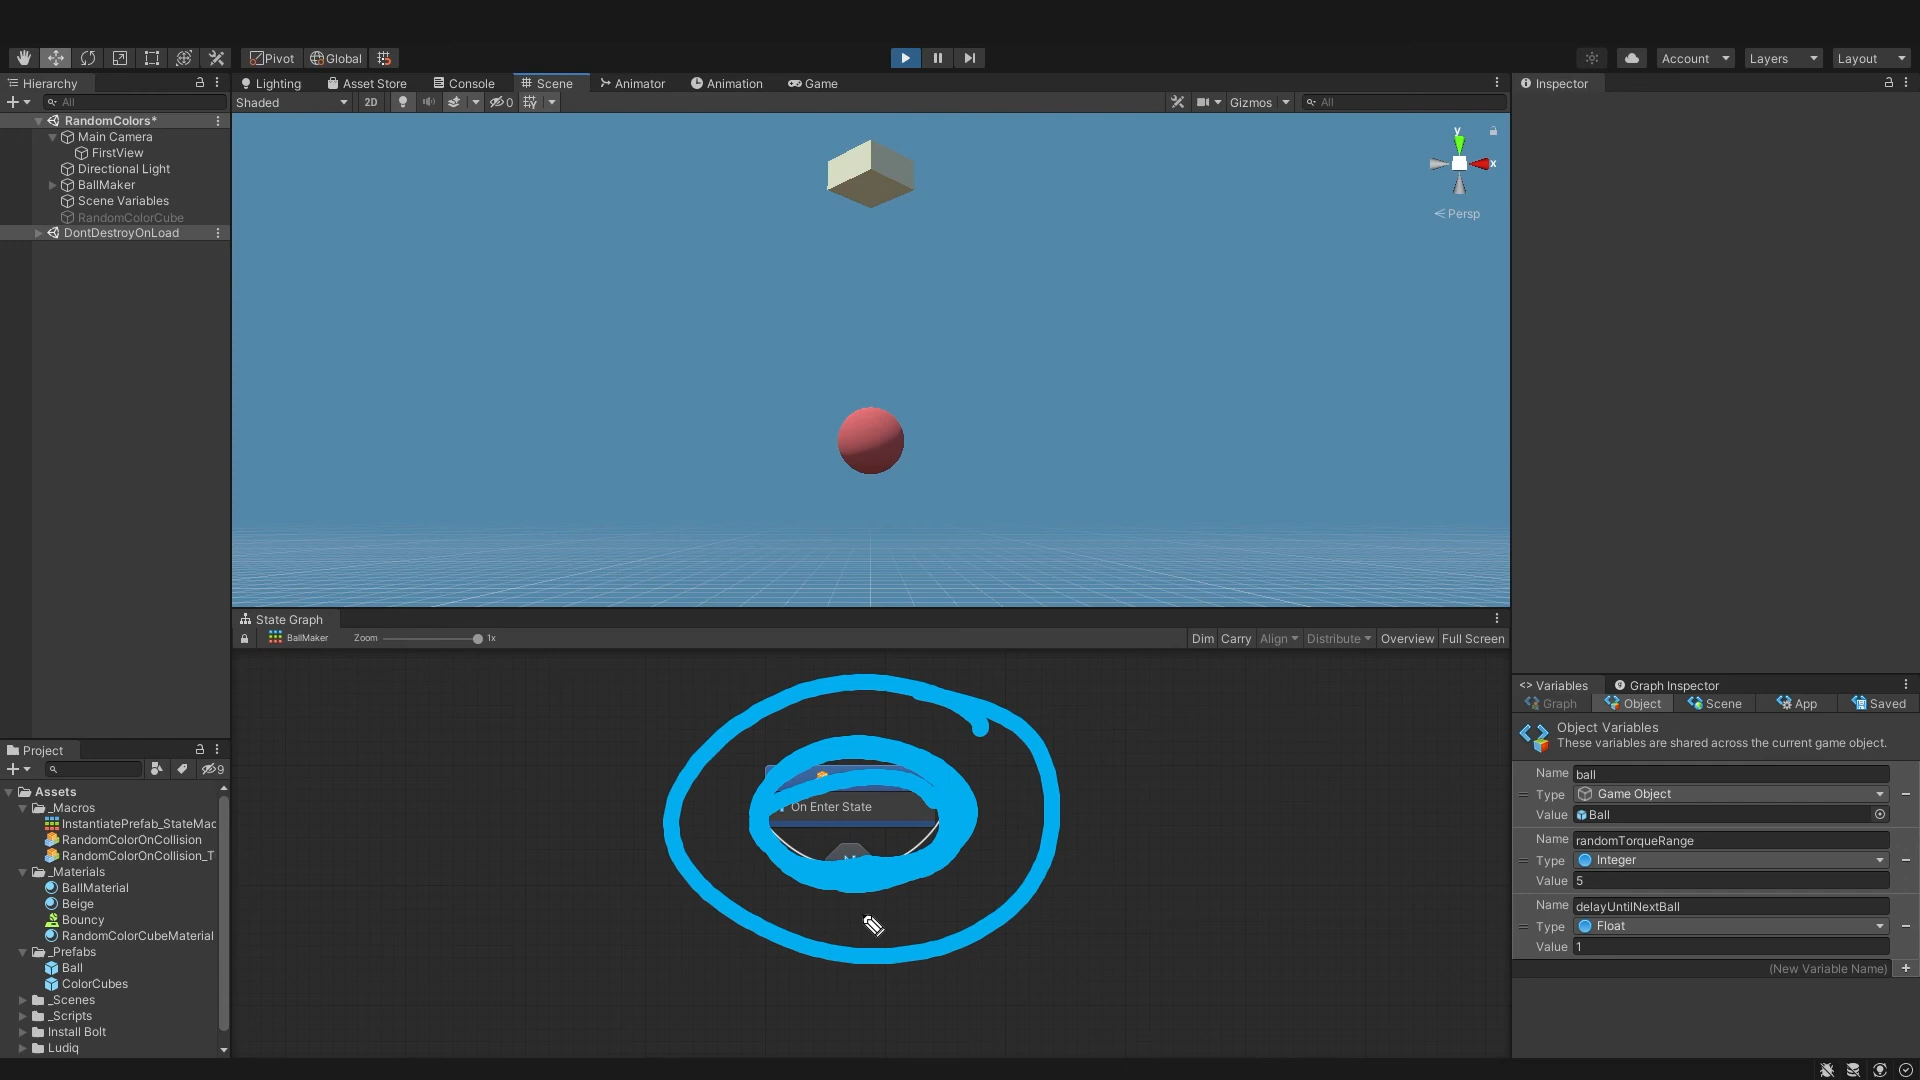 Pivot Global Account Layers Layout
Hierarchy Lighting Asset Store Console Scene Animator Animation Game Inspector
All Shaded 2D 0 Gizmos All
RandomColors*
Main Camera
FirstView
Directional Light
BallMaker
Scene Variables
RandomColorCube
DontDestroyOnLoad
y
x
Persp
State Graph
BallMaker Zoom 1x Dim Carry Align Distribute Overview Full Screen
On Enter State
Project
9
Assets
_Macros
InstantiatePrefab_StateMac
RandomColorOnCollision
RandomColorOnCollision_T
_Materials
BallMaterial
Beige
Bouncy
RandomColorCubeMaterial
_Prefabs
Ball
ColorCubes
_Scenes
_Scripts
Install Bolt
Ludiq
<> Variables Graph Inspector
Graph Object Scene App Saved
Object Variables
These variables are shared across the current game object.
Name ball
Type Game Object
Value Ball
Name randomTorqueRange
Type Integer
Value 5
Name delayUntilNextBall
Type Float
Value 1
(New Variable Name)